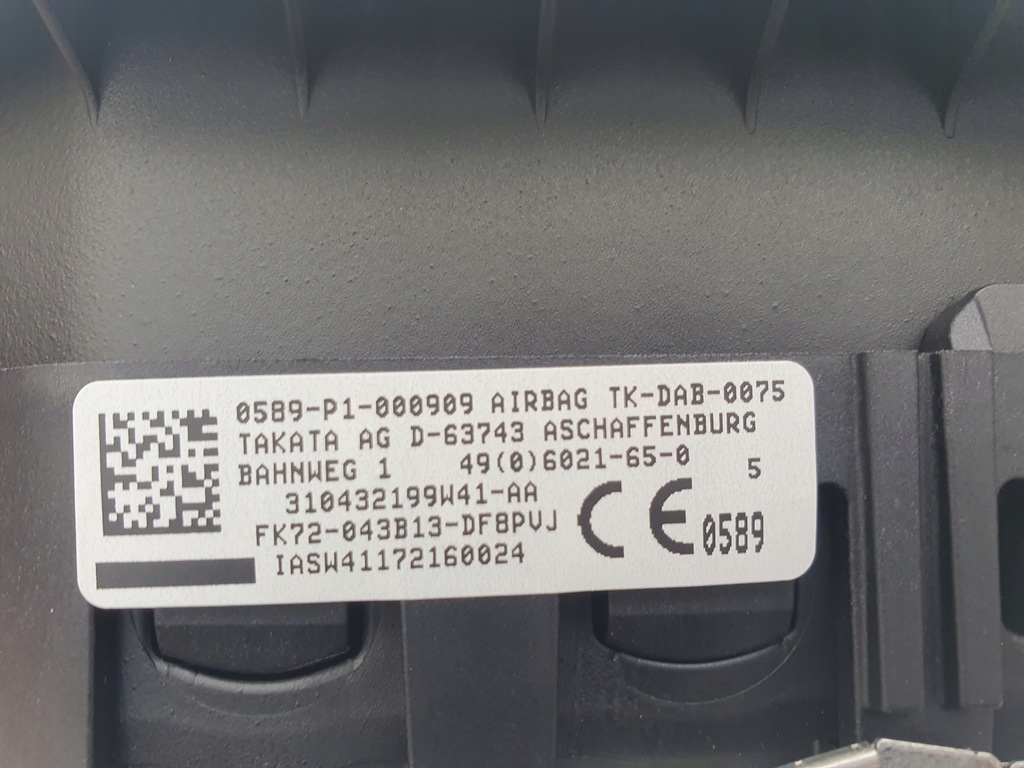 0589-P1-000909 AIRBAG TK-DAB-0075
TAKATA AG D-63743 ASCHAFFENBURG
BAHNWEG 1 49(0)6021-65-0 5
310432199W41-AA
FK72-043B13-DF8PVJ
IASW41172160024
CE 0589